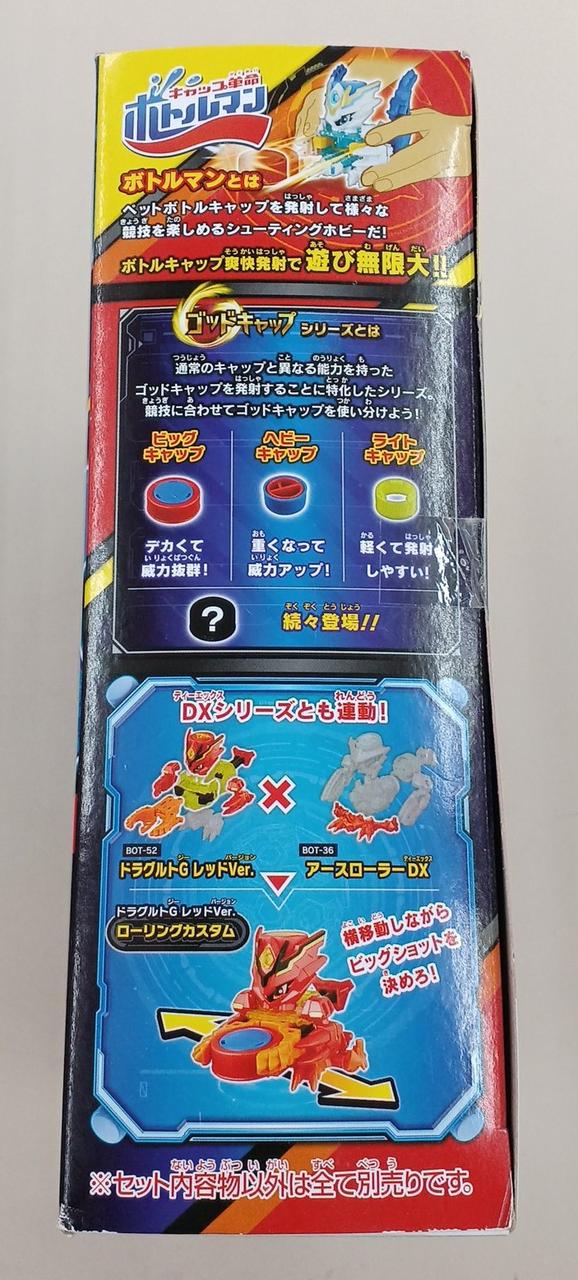 キャップ革命
ボトルマン
ボトルマンとは
ペットボトルキャップを発射して様々な
競技を楽しめるシューティングホビーだ!
ボトルキャップ爽快発射で遊び無限大!!
ゴッドキャップシリーズとは
通常のキャップと異なる能力を持った
ゴッドキャップを発射することに特化したシリーズ。
競技に合わせてゴッドキャップを使い分けよう!
ビッグ
キャップ
ヘビー
キャップ
ライト
キャップ
デカくて
威力抜群!
重くなって
威力アップ!
軽くて発射
しやすい!
?
続々登場!!
DXシリーズとも連動!
×
BOT-52
ドラグルトG レッドVer.
BOT-36
アースローラーDX
ドラグルトG レッドVer.
ローリングカスタム
横移動しながら
ビッグショットを
決めろ!
※セット内容物以外は全て別売りです。